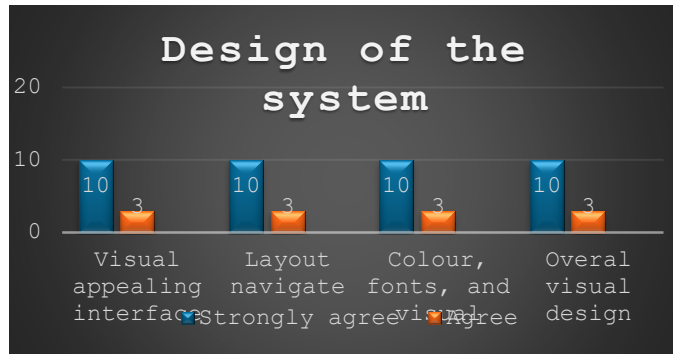 Design of the
system
20
10
0
10
3
10
3
10
3
10
3
Visual
appealing
interface
Layout
navigate
Colour,
fonts, and
visual
Overal
visual
design
Strongly agree
Agree